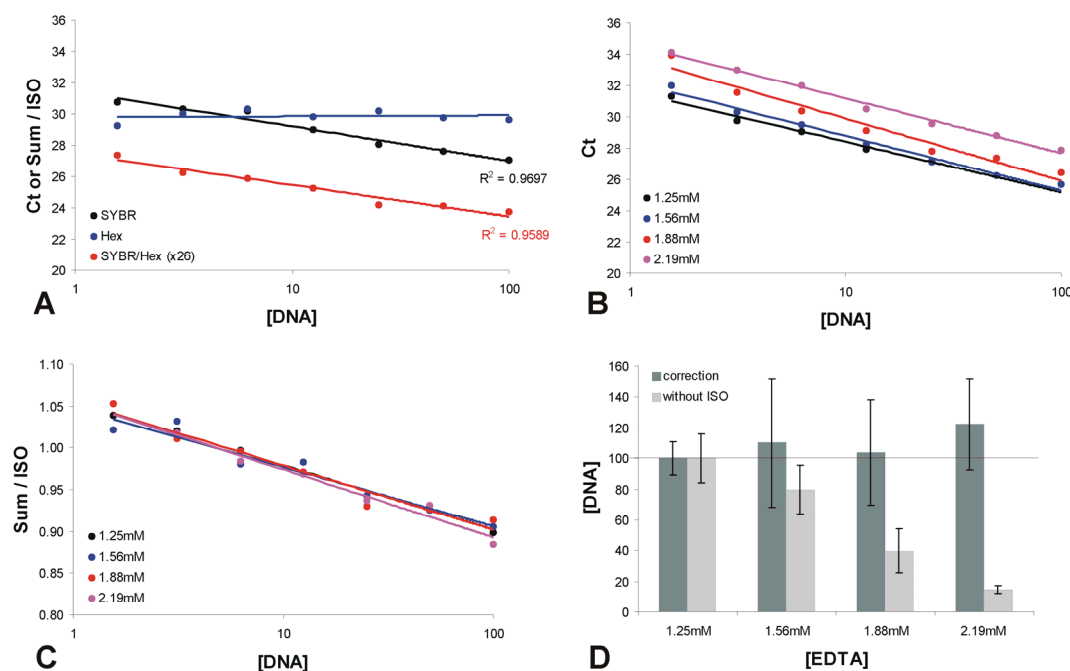 36
34
32
30
28
26
24
22
20
Ct or Sum / ISO
R² = 0.9697
R² = 0.9589
SYBR
Hex
SYBR/Hex (x26)
1
10
100
[DNA]
A
36
34
32
30
28
26
24
22
20
Ct
1.25mM
1.56mM
1.88mM
2.19mM
1
10
100
[DNA]
B
1.10
1.05
1.00
0.95
0.90
0.85
0.80
Sum / ISO
1.25mM
1.56mM
1.88mM
2.19mM
1
10
100
[DNA]
C
160
140
120
100
80
60
40
20
0
[DNA]
correction
without ISO
1.25mM
1.56mM
1.88mM
2.19mM
[EDTA]
D